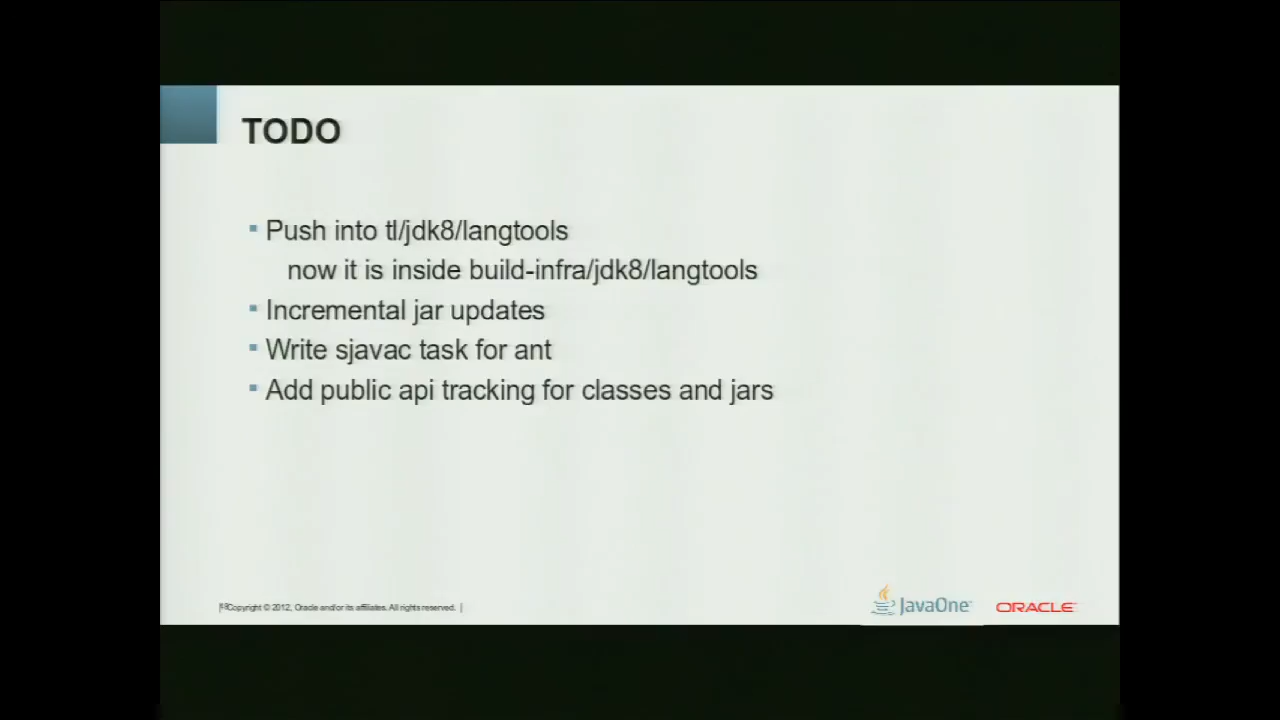 TODO
Push into tl/jdk8/langtools
now it is inside build-infra/jdk8/langtools
Incremental jar updates
Write sjavac task for ant
Add public api tracking for classes and jars
Copyright © 2012, Oracle and/or its affiliates. All rights reserved.
JavaOne
ORACLE